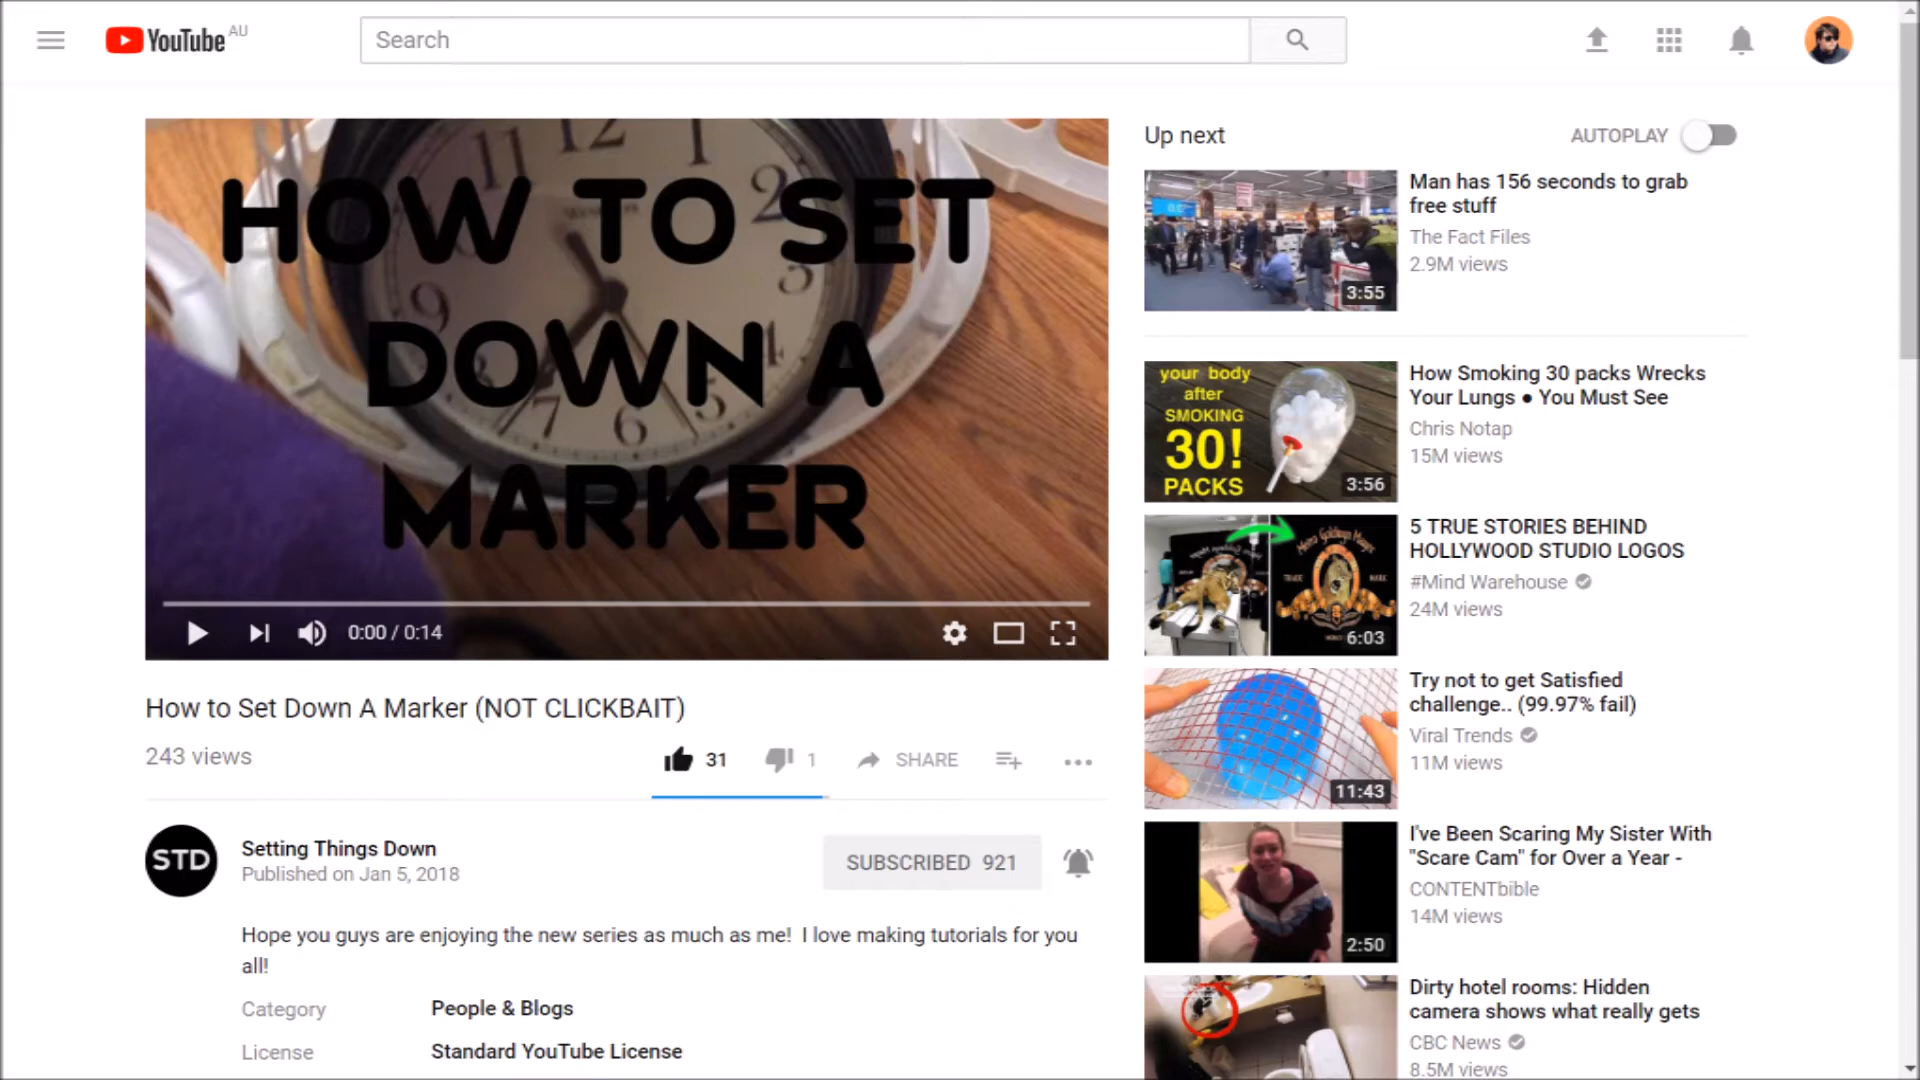 YouTube AU
Search
HOW TO SET
DOWN A
MARKER
0:00 / 0:14
How to Set Down A Marker (NOT CLICKBAIT)
243 views
31
1
SHARE
STD
Setting Things Down
Published on Jan 5, 2018
SUBSCRIBED 921
Hope you guys are enjoying the new series as much as me! I love making tutorials for you
all!
Category
People & Blogs
License
Standard YouTube License
Up next
AUTOPLAY
3:55
Man has 156 seconds to grab
free stuff
The Fact Files
2.9M views
your body
after
SMOKING
30!
PACKS
3:56
How Smoking 30 packs Wrecks
Your Lungs ● You Must See
Chris Notap
15M views
6:03
5 TRUE STORIES BEHIND
HOLLYWOOD STUDIO LOGOS
#Mind Warehouse
24M views
11:43
Try not to get Satisfied
challenge.. (99.97% fail)
Viral Trends
11M views
2:50
I've Been Scaring My Sister With
"Scare Cam" for Over a Year -
CONTENTbible
14M views
Dirty hotel rooms: Hidden
camera shows what really gets
CBC News
8.5M views